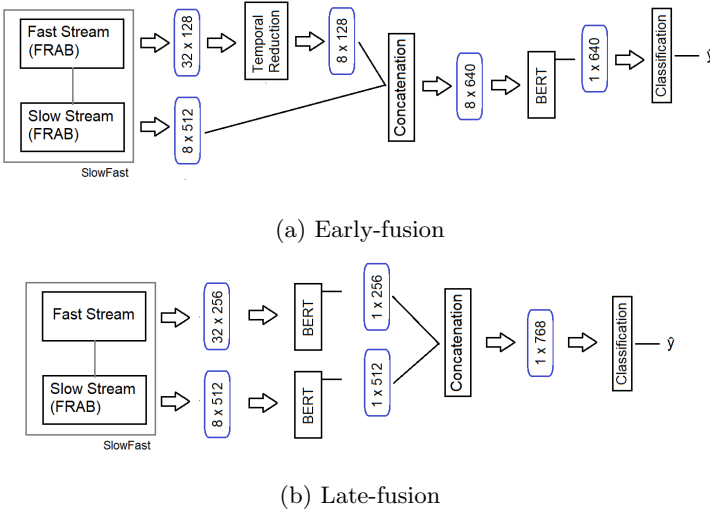 Fast Stream
(FRAB)
Slow Stream
(FRAB)
SlowFast
32 x 128
Temporal
Reduction
8 x 128
8 x 512
Concatenation
8 x 640
BERT
1 x 640
Classification
ŷ
(a) Early-fusion
Fast Stream
Slow Stream
(FRAB)
SlowFast
32 x 256
BERT
1 x 256
8 x 512
BERT
1 x 512
Concatenation
1 x 768
Classification
ŷ
(b) Late-fusion